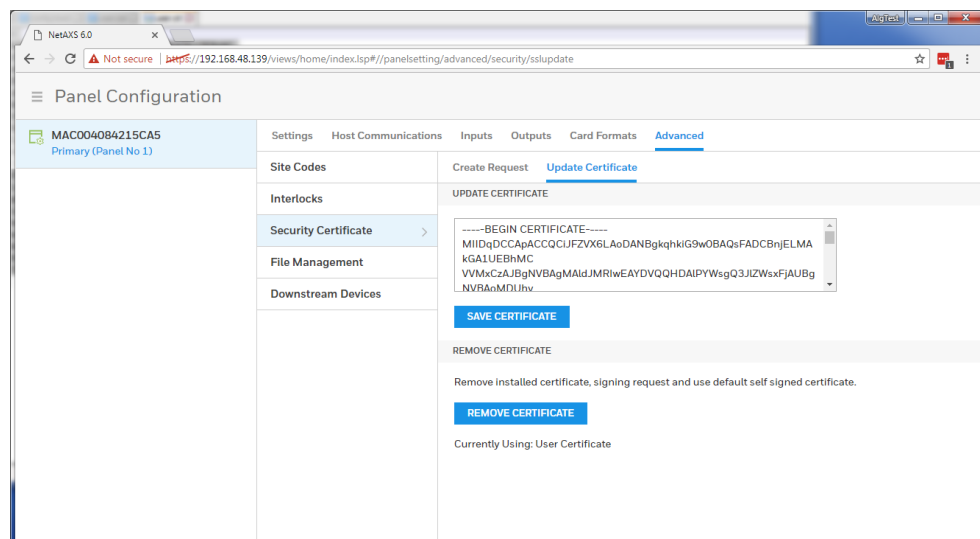 AlgTest
NetAXS 6.0
Not secure | https://192.168.48.139/views/home/index.lsp#//panelsetting/advanced/security/sslupdate
1
Panel Configuration
MAC004084215CA5
Primary (Panel No 1)
Settings Host Communications Inputs Outputs Card Formats Advanced
Site Codes
Interlocks
Security Certificate
File Management
Downstream Devices
Create Request Update Certificate
UPDATE CERTIFICATE
----BEGIN CERTIFICATE-----
MIIDqDCCApACCQCiJFZVX6LAoDANBgkqhkiG9w0BAQsFADCBnjELMA
kGA1UEBhMC
VVMxCzAJBgNVBAgMAldJMRIwEAYDVQQHDAlPYWsgQ3JlZWsxFjAUBg
NVBAoMDUhv
SAVE CERTIFICATE
REMOVE CERTIFICATE
Remove installed certificate, signing request and use default self signed certificate.
REMOVE CERTIFICATE
Currently Using: User Certificate